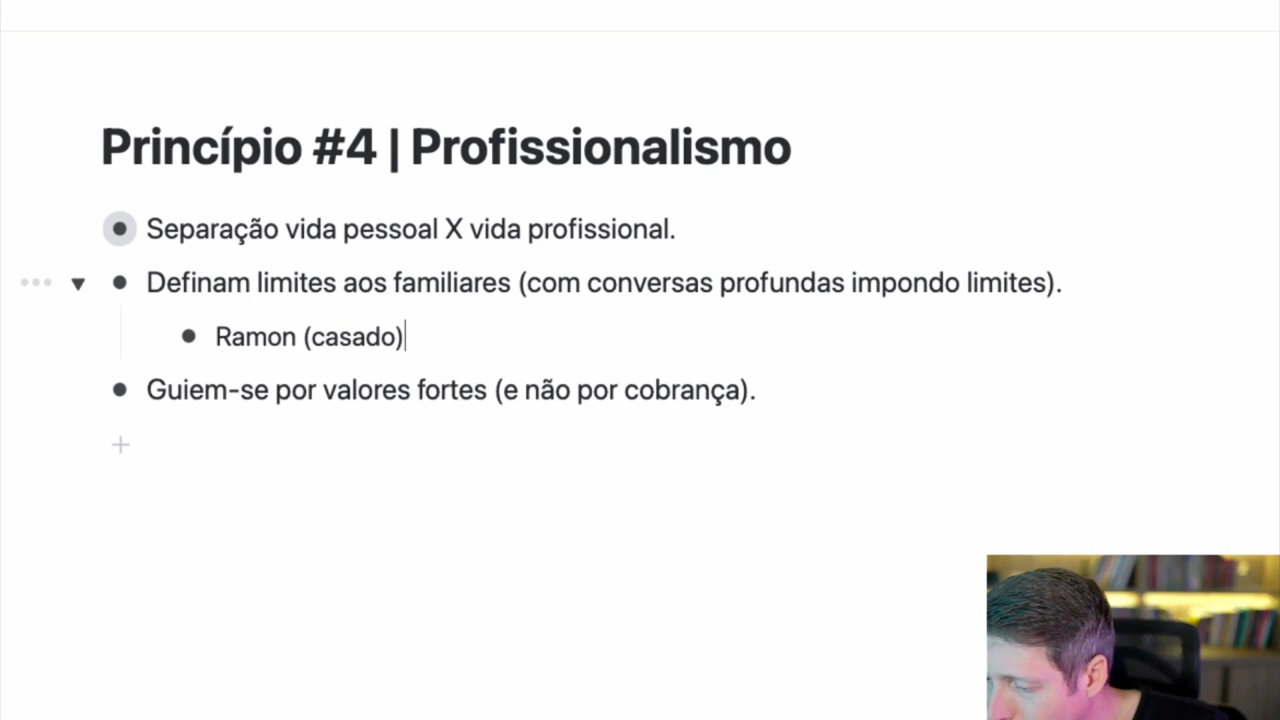 Princípio #4 | Profissionalismo
Separação vida pessoal X vida profissional.
Definam limites aos familiares (com conversas profundas impondo limites).
Ramon (casado)
Guiem-se por valores fortes (e não por cobrança).